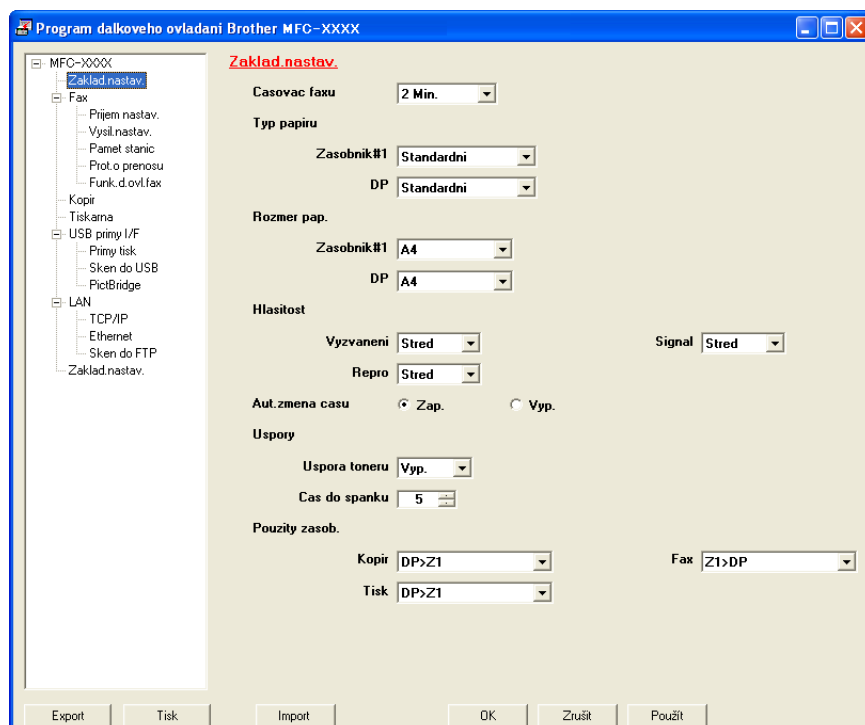 Program dalkoveho ovladani Brother MFC-XXXX
MFC-XXXX
Zaklad.nastav.
Fax
Prijem nastav.
Vysil.nastav.
Pamet stanic
Prot.o prenosu
Funk.d.ovl.fax
Kopir
Tiskarna
USB primy I/F
Primy tisk
Sken do USB
PictBridge
LAN
TCP/IP
Ethernet
Sken do FTP
Zaklad.nastav.
Zaklad.nastav.
Casovac faxu 2 Min.
Typ papiru
Zasobnik#1 Standardni
DP Standardni
Rozmer pap.
Zasobnik#1 A4
DP A4
Hlasitost
Vyzvaneni Stred Signal Stred
Repro Stred
Aut.zmena casu Zap. Vyp.
Uspory
Uspora toneru Vyp.
Cas do spanku 5
Pouzity zasob.
Kopir DP>Z1 Fax Z1>DP
Tisk DP>Z1
Export Tisk Import OK Zrušit Použít